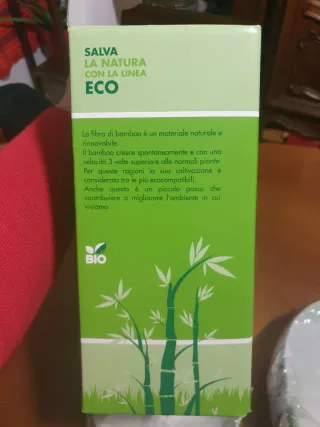 SALVA
LA NATURA
CON LA LINEA
ECO
La fibra di bamboo è un materiale naturale e
rinnovabile.
Il bamboo cresce spontaneamente e con una
velocità 3 volte superiore alle normali piante.
Per queste ragioni la sua coltivazione è
considerata tra le più ecocompatibili.
Anche questo è un piccolo passo che
contribuisce a migliorare l'ambiente in cui
viviamo.
BIO